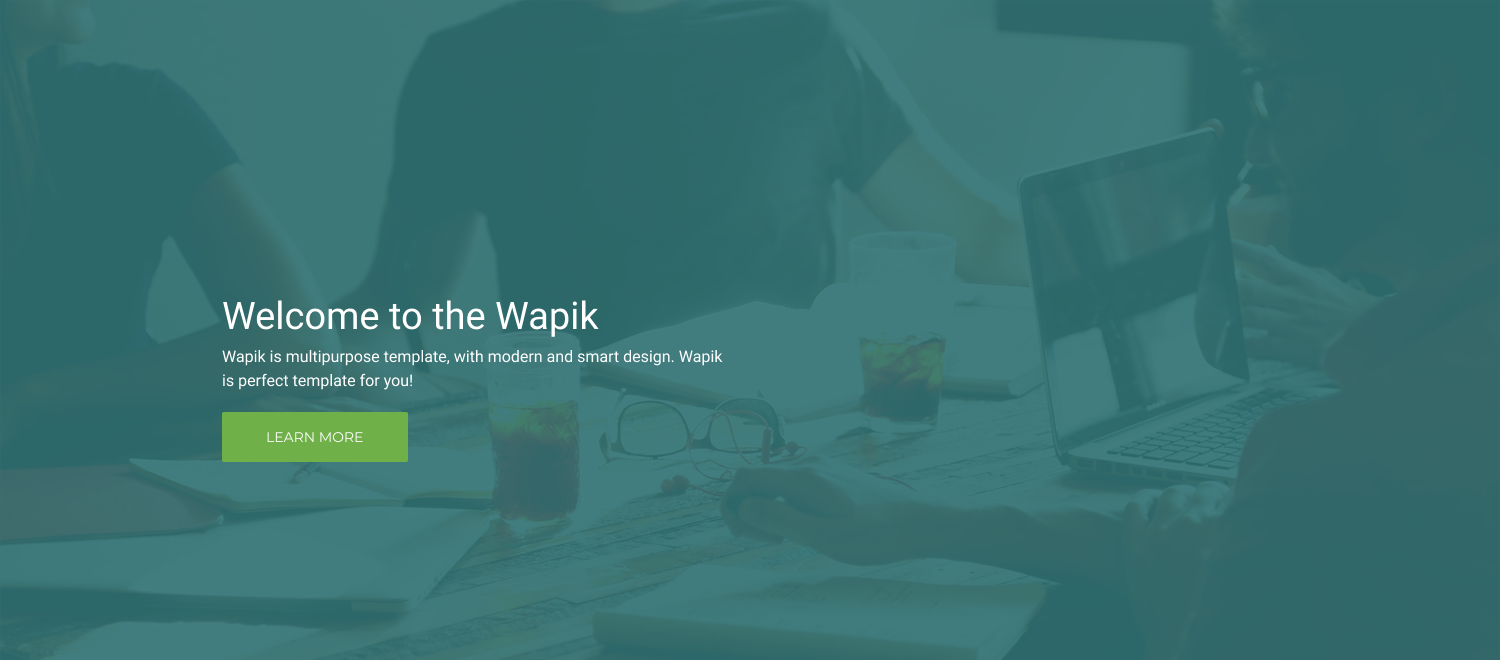 Welcome to the Wapik
Wapik is multipurpose template, with modern and smart design. Wapik
is perfect template for you!
LEARN MORE